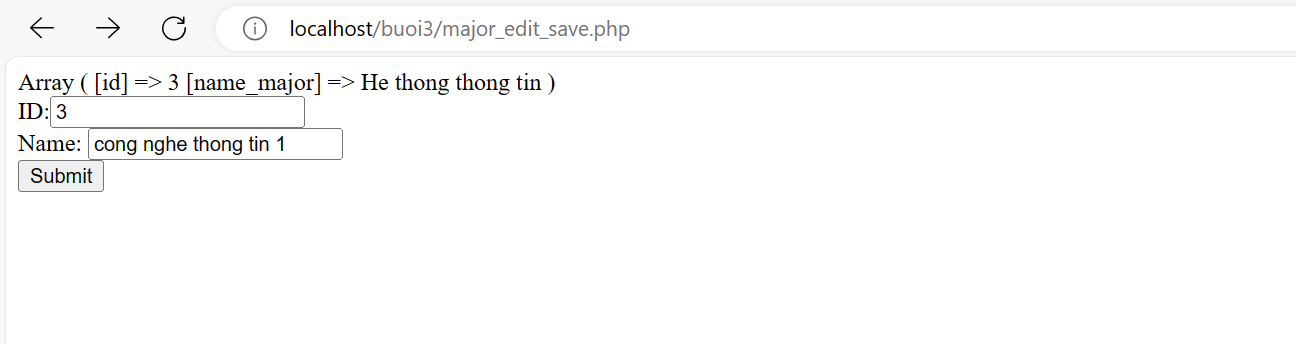 localhost/buoi3/major_edit_save.php
Array ( [id] => 3 [name_major] => He thong thong tin )
ID: 3
Name: cong nghe thong tin 1
Submit